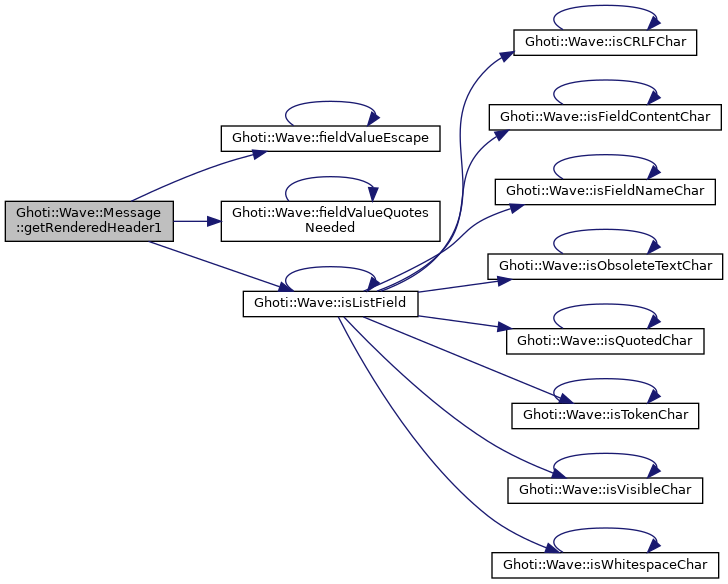 Ghoti::Wave::Message
::getRenderedHeader1
Ghoti::Wave::fieldValueEscape
Ghoti::Wave::fieldValueQuotes
Needed
Ghoti::Wave::isListField
Ghoti::Wave::isCRLFChar
Ghoti::Wave::isFieldContentChar
Ghoti::Wave::isFieldNameChar
Ghoti::Wave::isObsoleteTextChar
Ghoti::Wave::isQuotedChar
Ghoti::Wave::isTokenChar
Ghoti::Wave::isVisibleChar
Ghoti::Wave::isWhitespaceChar